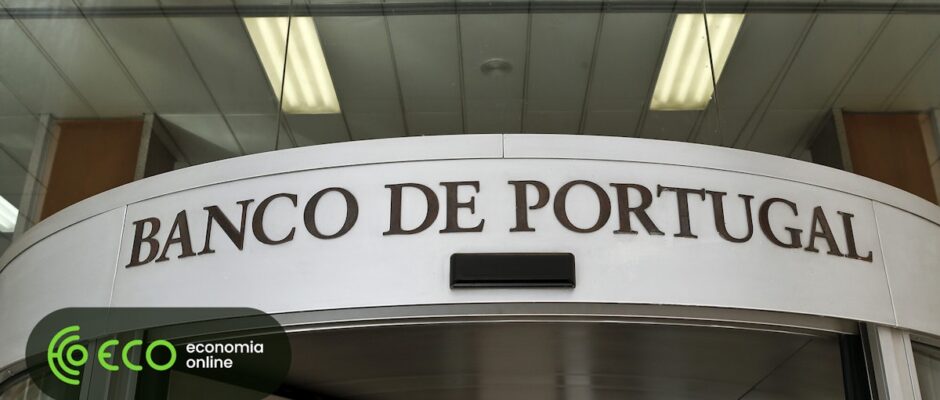 BANCO DE PORTUGAL
ECO economia
online